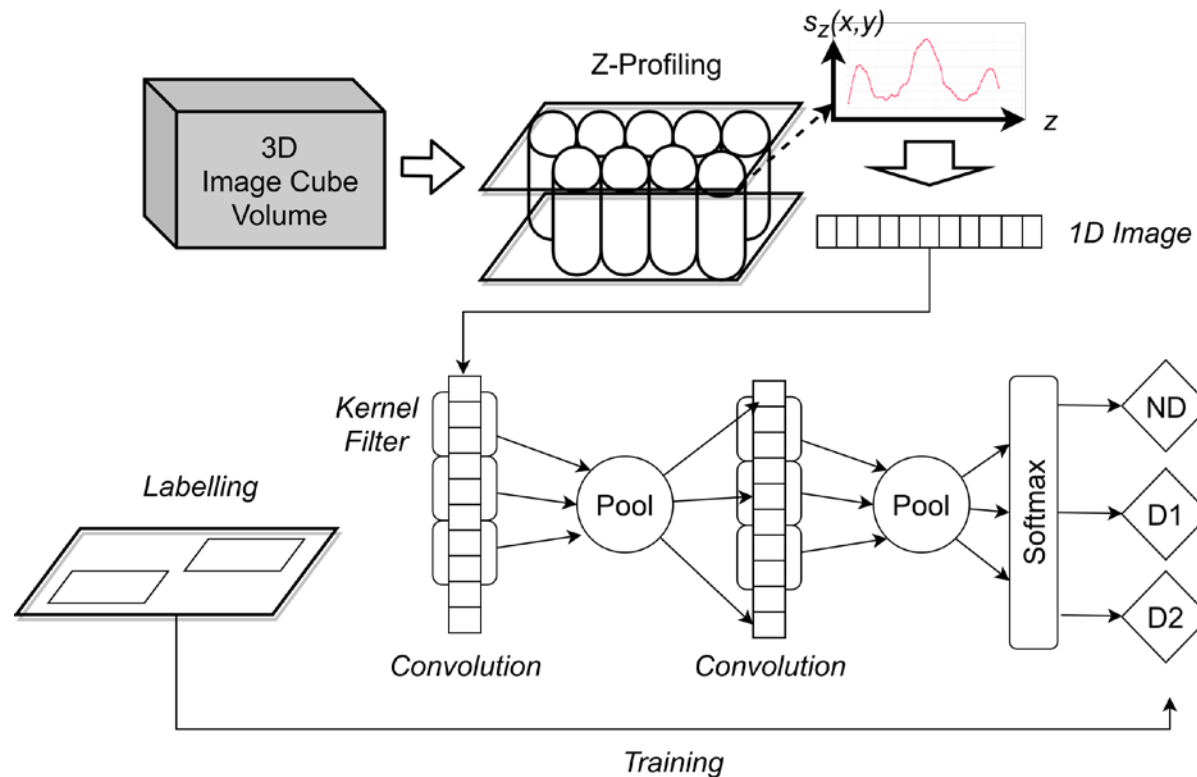 s_z(x,y)
Z-Profiling
3D
Image Cube
Volume
z
1D Image
Kernel
Filter
Labelling
Pool
Pool
Softmax
ND
D1
D2
Convolution
Convolution
Training